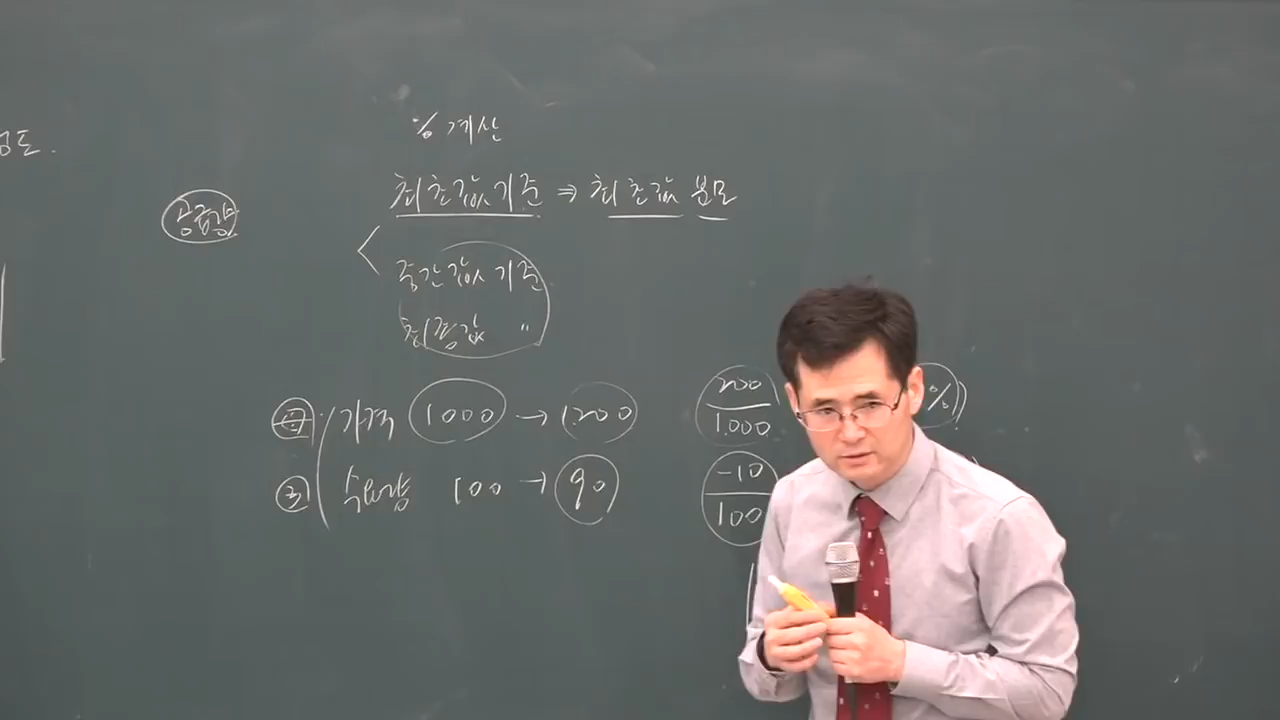 % 계산
최초값 기준 ⇒ 최초값 분모
공급량
중간값 기준
최종값 〃
가격 1000 → 1200 200/1.000 %)
수요량 100 → 90 -10/100